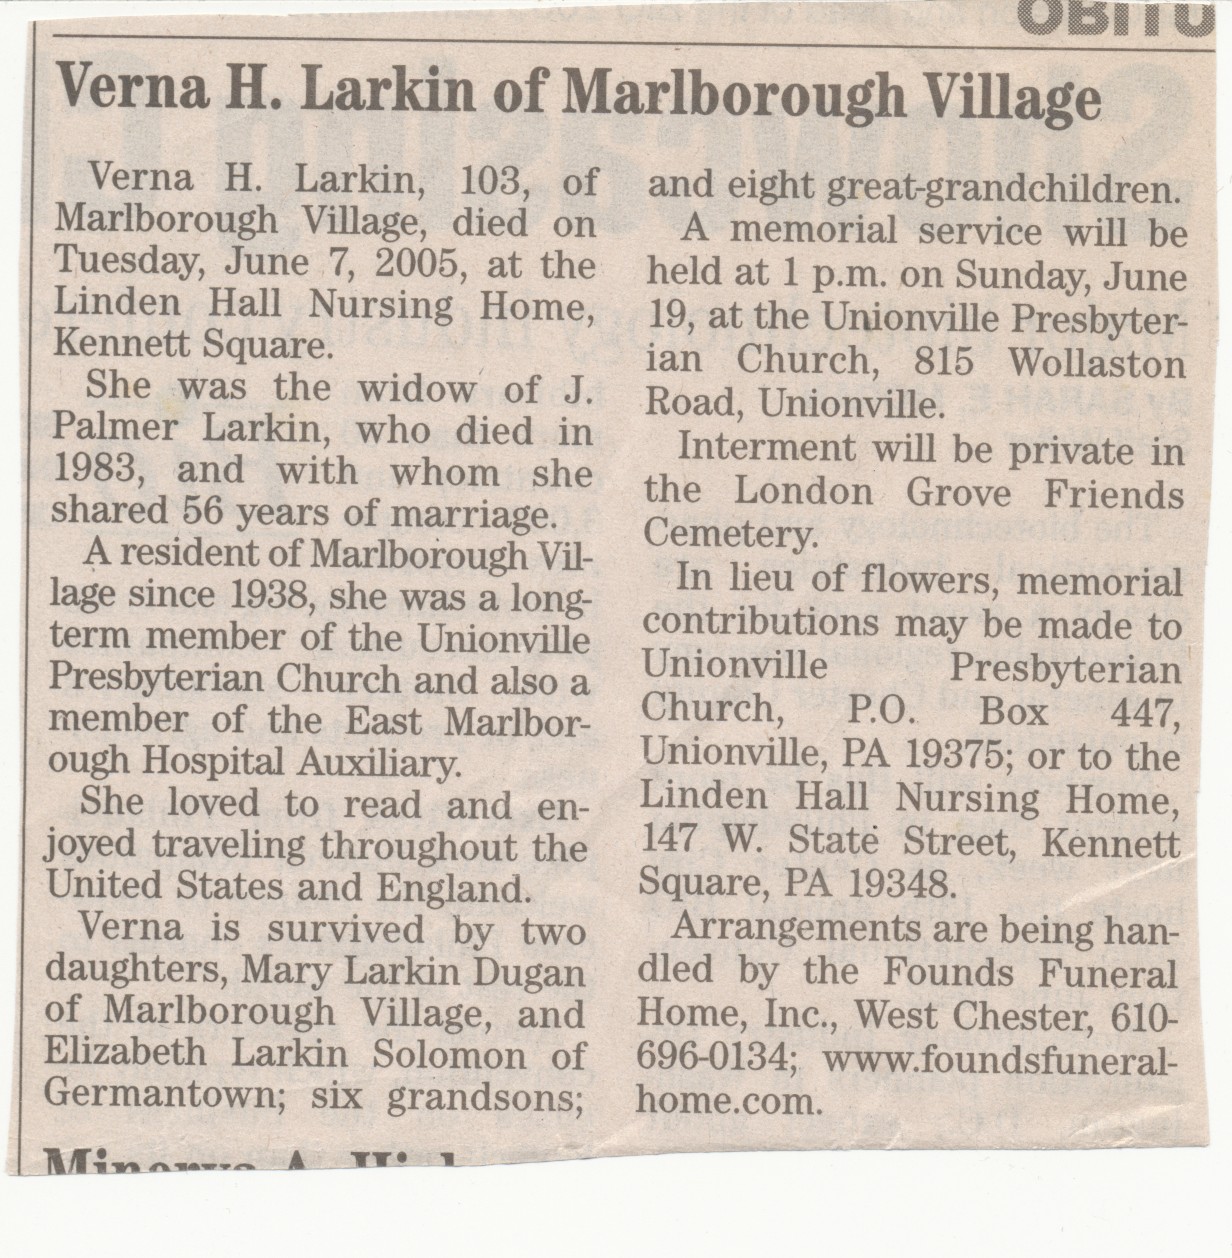 OBITU
Verna H. Larkin of Marlborough Village
Verna H. Larkin, 103, of
Marlborough Village, died on
Tuesday, June 7, 2005, at the
Linden Hall Nursing Home,
Kennett Square.
She was the widow of J.
Palmer Larkin, who died in
1983, and with whom she
shared 56 years of marriage.
A resident of Marlborough Vil-
lage since 1938, she was a long-
term member of the Unionville
Presbyterian Church and also a
member of the East Marlbor-
ough Hospital Auxiliary.
She loved to read and en-
joyed traveling throughout the
United States and England.
Verna is survived by two
daughters, Mary Larkin Dugan
of Marlborough Village, and
Elizabeth Larkin Solomon of
Germantown; six grandsons;
and eight great-grandchildren.
A memorial service will be
held at 1 p.m. on Sunday, June
19, at the Unionville Presbyter-
ian Church, 815 Wollaston
Road, Unionville.
Interment will be private in
the London Grove Friends
Cemetery.
In lieu of flowers, memorial
contributions may be made to
Unionville Presbyterian
Church, P.O. Box 447,
Unionville, PA 19375; or to the
Linden Hall Nursing Home,
147 W. State Street, Kennett
Square, PA 19348.
Arrangements are being han-
dled by the Founds Funeral
Home, Inc., West Chester, 610-
696-0134; www.foundsfuneral-
home.com.
Minerva A.